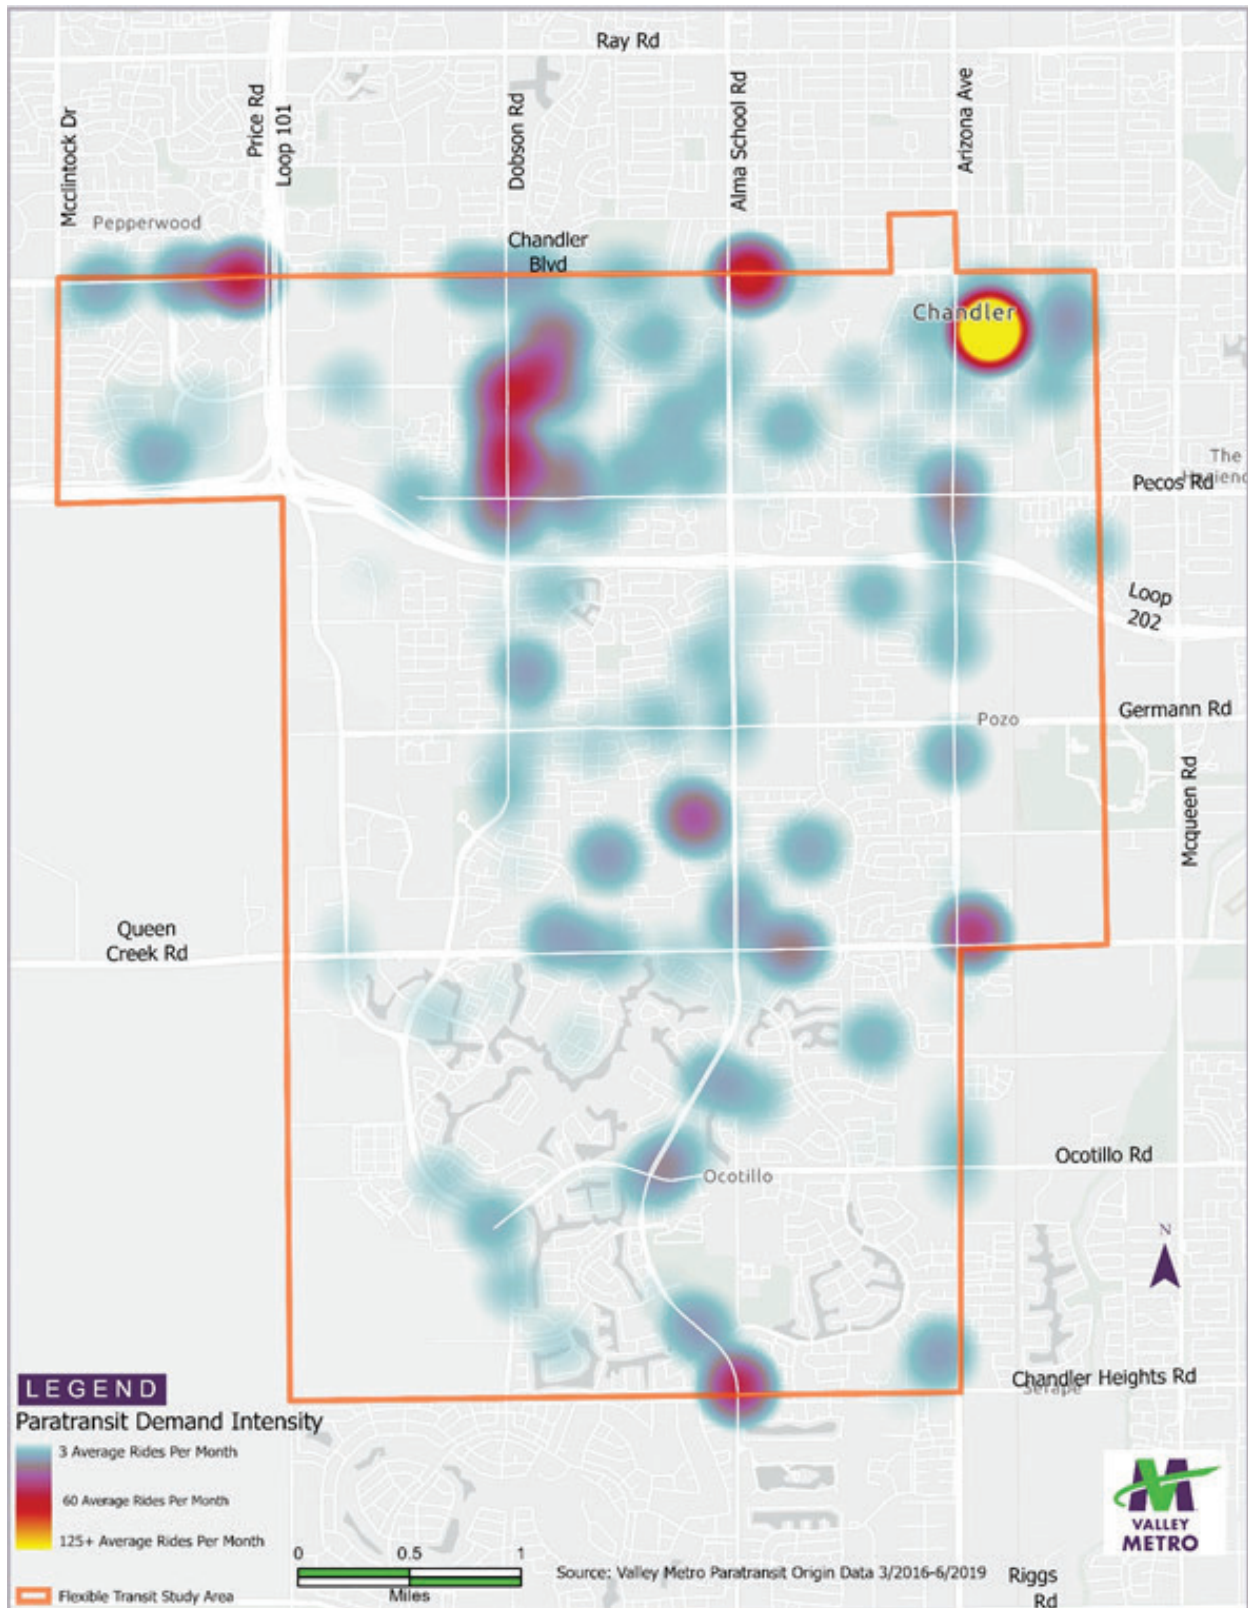 Ray Rd
Mcclintock Dr
Price Rd
Loop 101
Dobson Rd
Alma School Rd
Arizona Ave
Pepperwood
Chandler
Blvd
Chandler
The
Pecos Rd
Loop
202
Pozo
Germann Rd
Mcqueen Rd
Queen
Creek Rd
Ocotillo
Ocotillo Rd
N
Chandler Heights Rd
LEGEND
Paratransit Demand Intensity
3 Average Rides Per Month
60 Average Rides Per Month
125+ Average Rides Per Month
Flexible Transit Study Area
0 0.5 1
Miles
Source: Valley Metro Paratransit Origin Data 3/2016-6/2019
Riggs
Rd
VALLEY
METRO